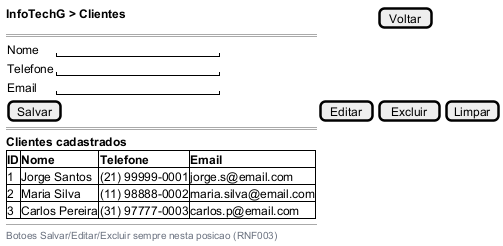 InfoTechG > Clientes Voltar
Nome
Telefone
Email
Salvar Editar Excluir Limpar
Clientes cadastrados
ID Nome Telefone Email
1 Jorge Santos (21) 99999-0001 jorge.s@email.com
2 Maria Silva (11) 98888-0002 maria.silva@email.com
3 Carlos Pereira (31) 97777-0003 carlos.p@email.com
Botoes Salvar/Editar/Excluir sempre nesta posicao (RNF003)